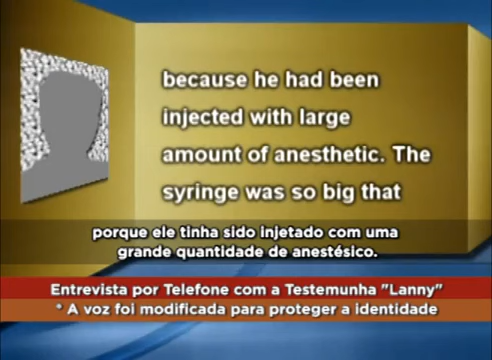 because he had been
injected with large
amount of anesthetic. The
syringe was so big that
porque ele tinha sido injetado com uma
grande quantidade de anestésico.
Entrevista por Telefone com a Testemunha "Lanny"
* A voz foi modificada para proteger a identidade